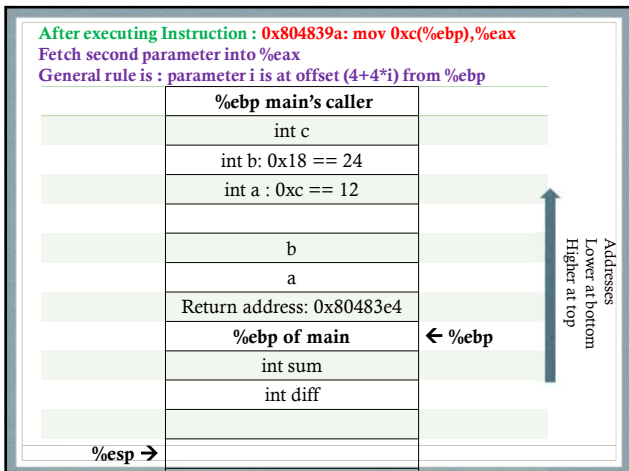 After executing Instruction : 0x804839a: mov 0xc(%ebp),%eax
Fetch second parameter into %eax
General rule is : parameter i is at offset (4+4*i) from %ebp
%ebp main's caller
int c
int b: 0x18 == 24
int a : 0xc == 12
b
a
Return address: 0x80483e4
%ebp of main
← %ebp
int sum
int diff
%esp →
Addresses
Lower at bottom
Higher at top